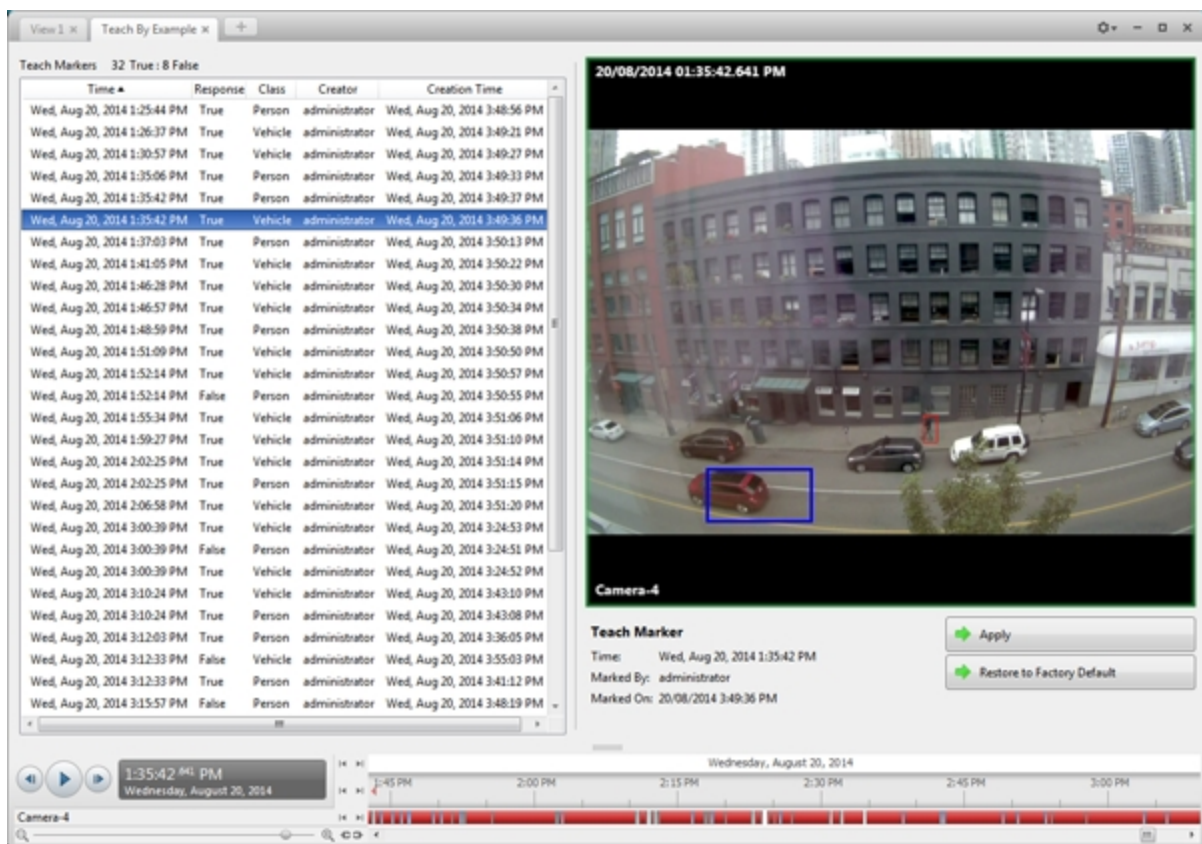 View 1
Teach By Example
Teach Markers 32 True : 8 False
Time Response Class Creator Creation Time
Wed, Aug 20, 2014 1:25:44 PM True Person administrator Wed, Aug 20, 2014 3:48:56 PM
Wed, Aug 20, 2014 1:26:37 PM True Vehicle administrator Wed, Aug 20, 2014 3:49:21 PM
Wed, Aug 20, 2014 1:30:57 PM True Vehicle administrator Wed, Aug 20, 2014 3:49:27 PM
Wed, Aug 20, 2014 1:35:06 PM True Person administrator Wed, Aug 20, 2014 3:49:33 PM
Wed, Aug 20, 2014 1:35:42 PM True Person administrator Wed, Aug 20, 2014 3:49:37 PM
Wed, Aug 20, 2014 1:35:42 PM True Vehicle administrator Wed, Aug 20, 2014 3:49:36 PM
Wed, Aug 20, 2014 1:37:03 PM True Person administrator Wed, Aug 20, 2014 3:50:13 PM
Wed, Aug 20, 2014 1:41:05 PM True Vehicle administrator Wed, Aug 20, 2014 3:50:22 PM
Wed, Aug 20, 2014 1:46:28 PM True Vehicle administrator Wed, Aug 20, 2014 3:50:30 PM
Wed, Aug 20, 2014 1:46:57 PM True Vehicle administrator Wed, Aug 20, 2014 3:50:34 PM
Wed, Aug 20, 2014 1:48:59 PM True Person administrator Wed, Aug 20, 2014 3:50:38 PM
Wed, Aug 20, 2014 1:51:09 PM True Vehicle administrator Wed, Aug 20, 2014 3:50:50 PM
Wed, Aug 20, 2014 1:52:14 PM True Vehicle administrator Wed, Aug 20, 2014 3:50:57 PM
Wed, Aug 20, 2014 1:52:14 PM False Person administrator Wed, Aug 20, 2014 3:50:55 PM
Wed, Aug 20, 2014 1:55:34 PM True Vehicle administrator Wed, Aug 20, 2014 3:51:06 PM
Wed, Aug 20, 2014 1:59:27 PM True Vehicle administrator Wed, Aug 20, 2014 3:51:10 PM
Wed, Aug 20, 2014 2:02:25 PM True Vehicle administrator Wed, Aug 20, 2014 3:51:14 PM
Wed, Aug 20, 2014 2:02:25 PM True Person administrator Wed, Aug 20, 2014 3:51:15 PM
Wed, Aug 20, 2014 2:06:58 PM True Vehicle administrator Wed, Aug 20, 2014 3:51:20 PM
Wed, Aug 20, 2014 3:00:39 PM True Vehicle administrator Wed, Aug 20, 2014 3:24:53 PM
Wed, Aug 20, 2014 3:00:39 PM False Person administrator Wed, Aug 20, 2014 3:24:51 PM
Wed, Aug 20, 2014 3:00:39 PM True Vehicle administrator Wed, Aug 20, 2014 3:24:52 PM
Wed, Aug 20, 2014 3:10:24 PM True Vehicle administrator Wed, Aug 20, 2014 3:43:10 PM
Wed, Aug 20, 2014 3:10:24 PM True Person administrator Wed, Aug 20, 2014 3:43:08 PM
Wed, Aug 20, 2014 3:12:03 PM True Person administrator Wed, Aug 20, 2014 3:36:05 PM
Wed, Aug 20, 2014 3:12:33 PM False Vehicle administrator Wed, Aug 20, 2014 3:55:03 PM
Wed, Aug 20, 2014 3:12:33 PM True Person administrator Wed, Aug 20, 2014 3:41:12 PM
Wed, Aug 20, 2014 3:15:57 PM False Person administrator Wed, Aug 20, 2014 3:48:19 PM
20/08/2014 01:35:42.641 PM
Camera-4
Teach Marker
Time: Wed, Aug 20, 2014 1:35:42 PM
Marked By: administrator
Marked On: 20/08/2014 3:49:36 PM
Apply
Restore to Factory Default
1:35:42.641 PM
Wednesday, August 20, 2014
Wednesday, August 20, 2014
1:45 PM 2:00 PM 2:15 PM 2:30 PM 2:45 PM 3:00 PM
Camera-4